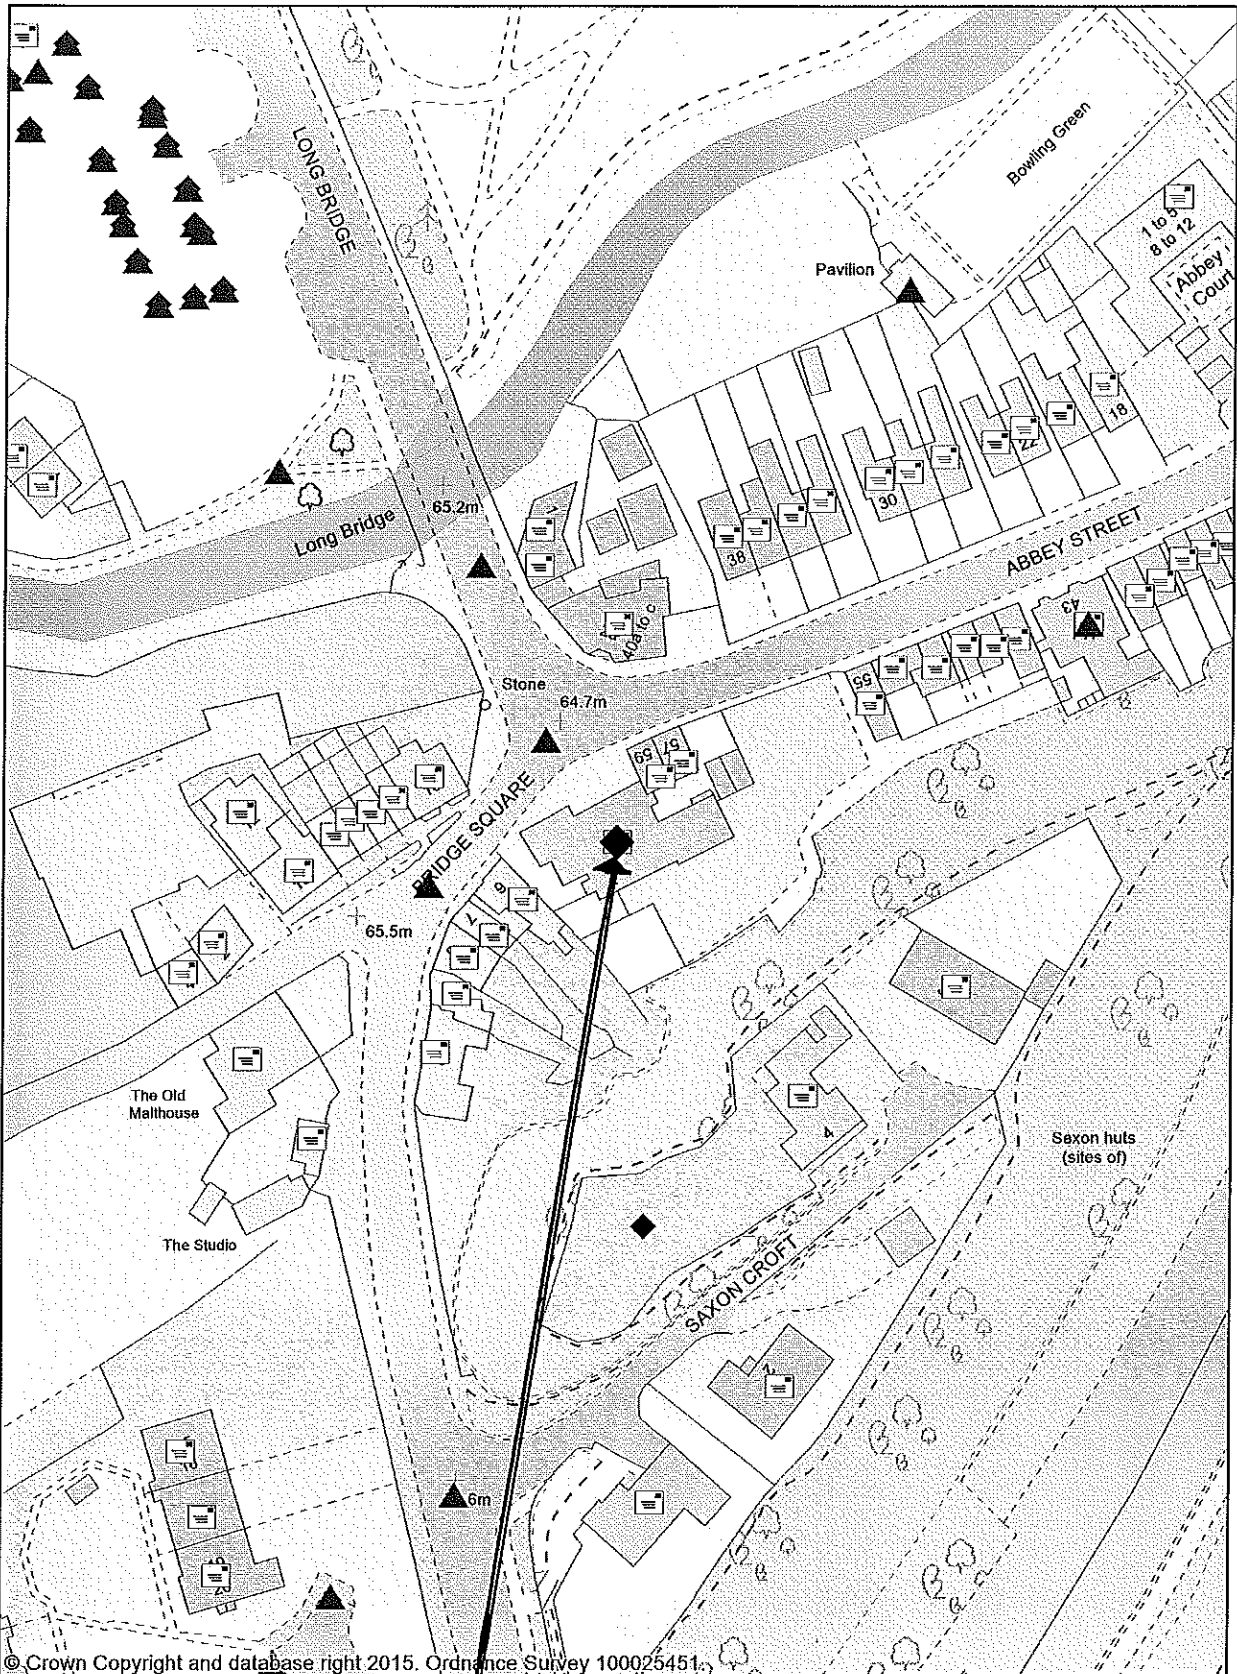 LONG BRIDGE
Bowling Green
1 to 5
8 to 12
Abbey
Court
Pavilion
18
22
30
38
65.2m
Long Bridge
1
ABBEY STREET
43
40a to c
55
Stone
64.7m
57
59
BRIDGE SQUARE
9
7
65.5m
The Old
Malthouse
4
Saxon huts
(sites of)
The Studio
SAXON CROFT
6m
© Crown Copyright and database right 2015. Ordnance Survey 100025451.